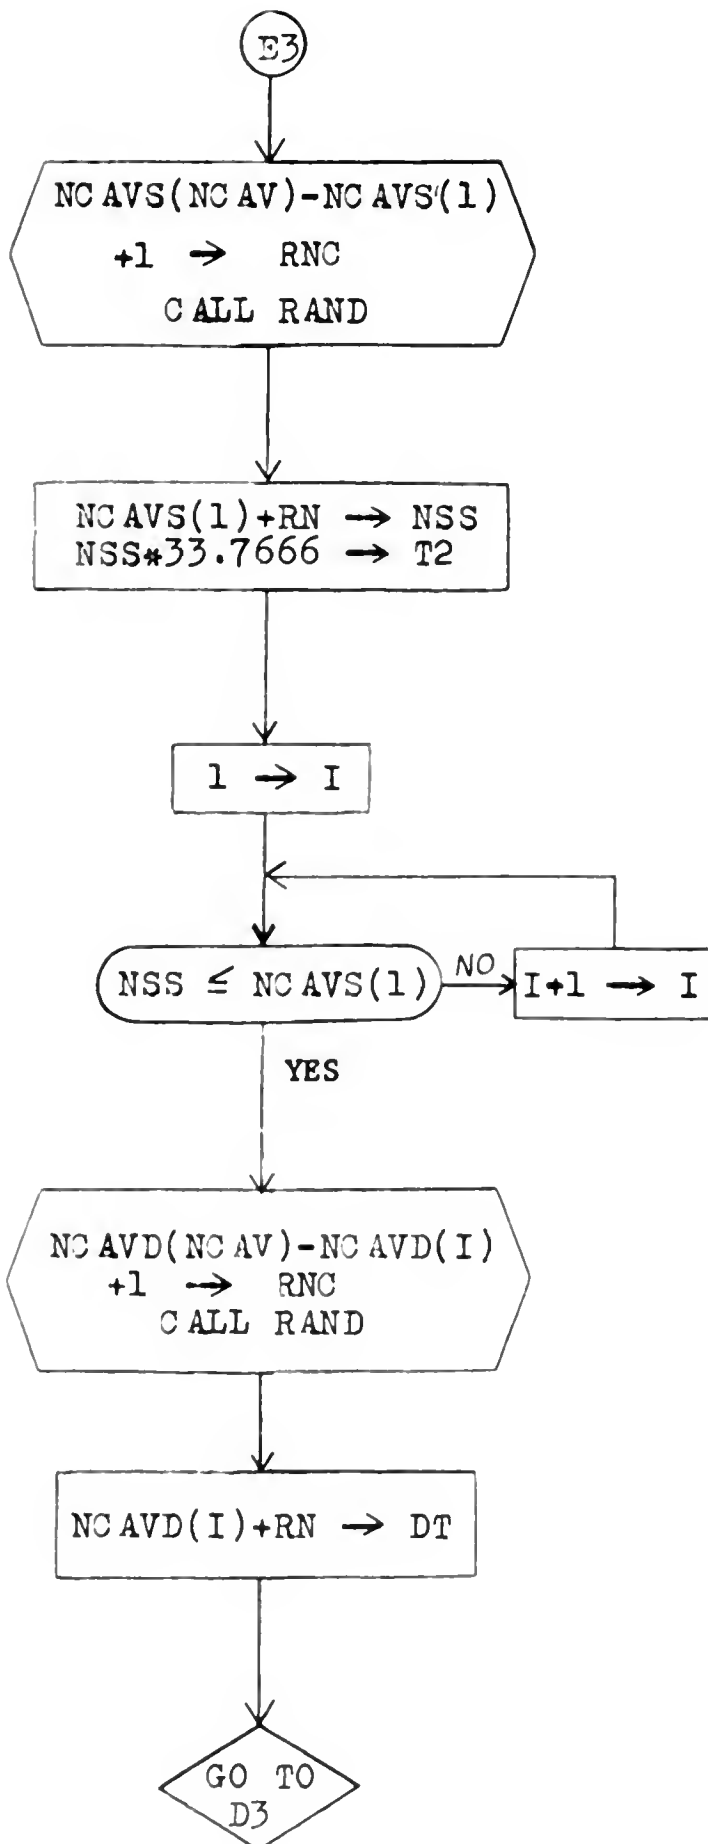 E3
NCAVS(NCAV)-NCAVS(1)
+1 → RNC
CALL RAND
NCAVS(1)+RN → NSS
NSS*33.7666 → T2
1 → I
NSS ≤ NCAVS(1)
NO
I+1 → I
YES
NCAVD(NCAV)-NCAVD(I)
+1 → RNC
CALL RAND
NCAVD(I)+RN → DT
GO TO
D3